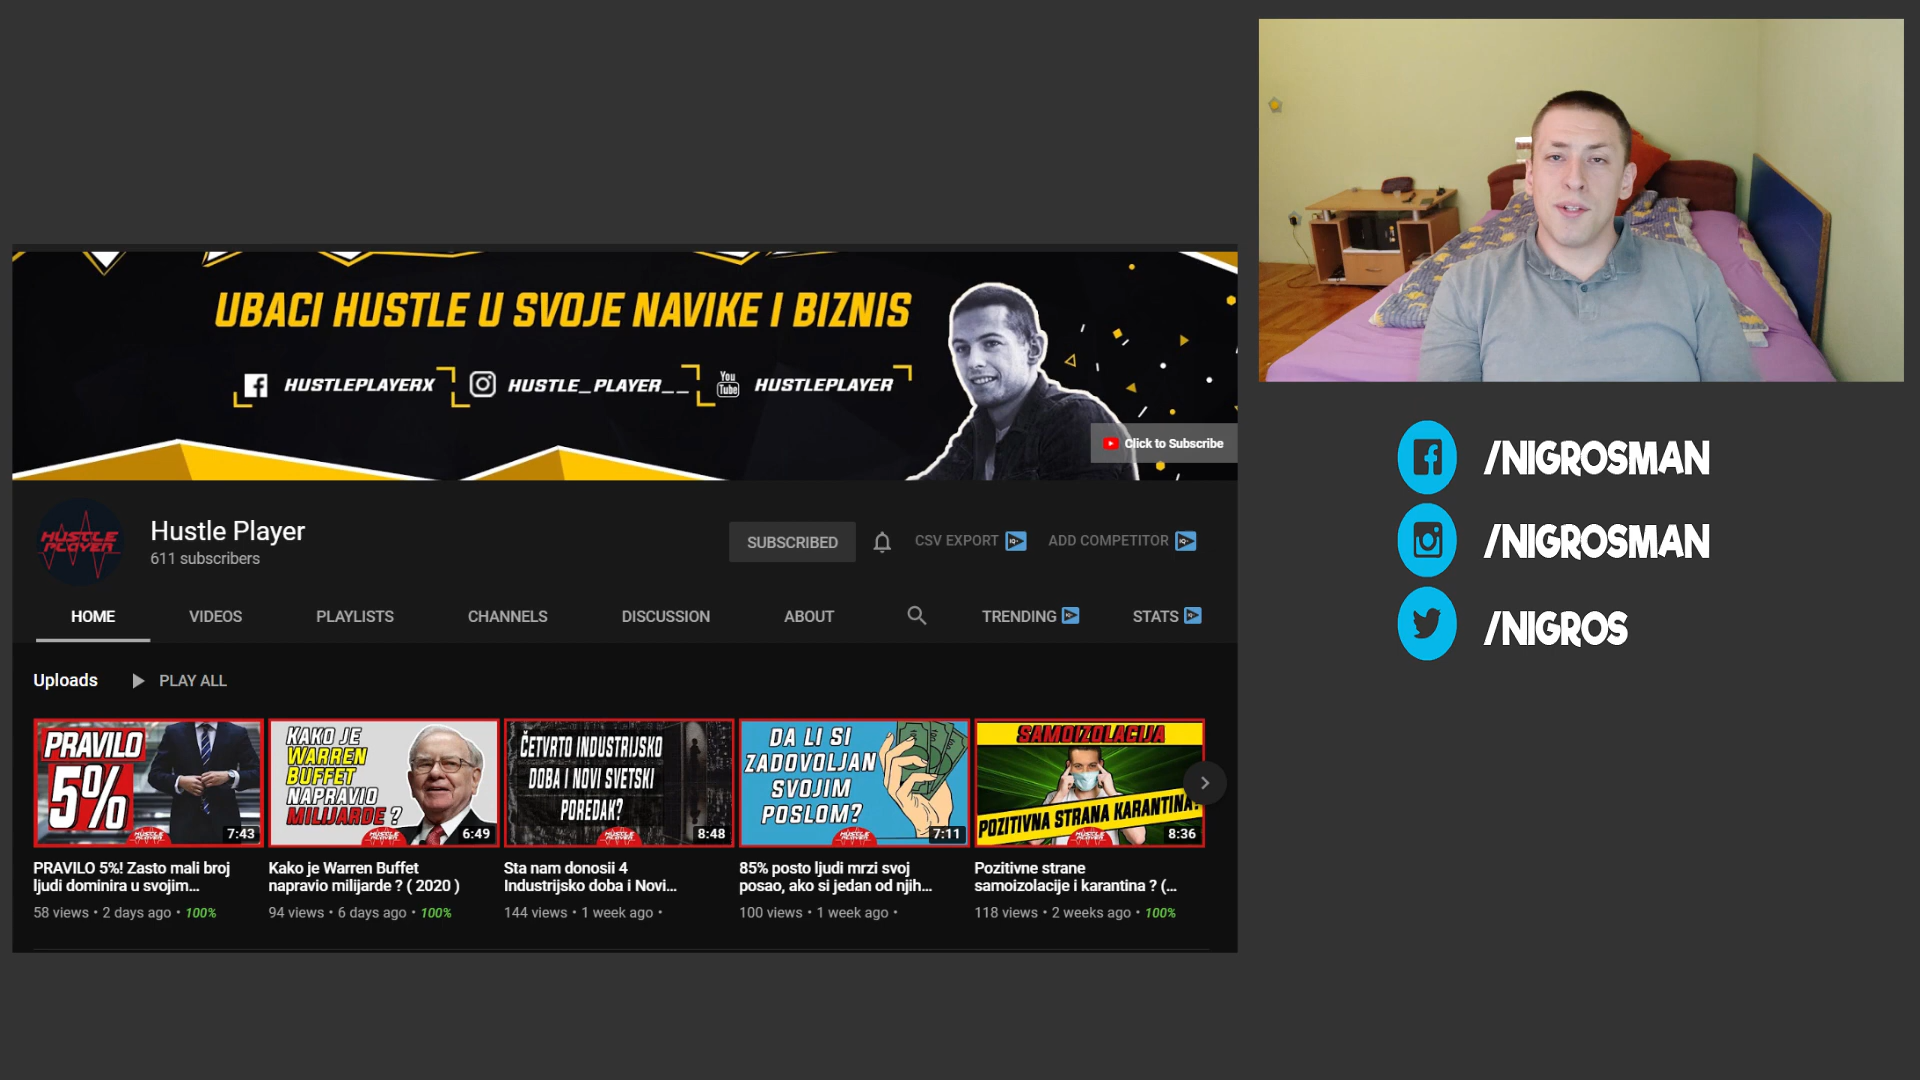 UBACI HUSTLE U SVOJE NAVIKE I BIZNIS
HUSTLEPLAYERX
HUSTLE_PLAYER__
You
Tube
HUSTLEPLAYER
Click to Subscribe
HUSTLE
PLAYER
Hustle Player
611 subscribers
SUBSCRIBED
CSV EXPORT
ADD COMPETITOR
HOME
VIDEOS
PLAYLISTS
CHANNELS
DISCUSSION
ABOUT
TRENDING
STATS
Uploads
PLAY ALL
PRAVILO
5%
7:43
PRAVILO 5%! Zasto mali broj
ljudi dominira u svojim...
58 views • 2 days ago • 100%
KAKO JE
WARREN
BUFFET
NAPRAVIO
MILIJARDE ?
6:49
Kako je Warren Buffet
napravio milijarde ? ( 2020 )
94 views • 6 days ago • 100%
ČETVRTO INDUSTRIJSKO
DOBA I NOVI SVETSKI
POREDAK?
8:48
Sta nam donosii 4
Industrijsko doba i Novi...
144 views • 1 week ago •
DA LI SI
ZADOVOLJAN
SVOJIM
POSLOM?
7:11
85% posto ljudi mrzi svoj
posao, ako si jedan od njih...
100 views • 1 week ago •
SAMOIZOLACIJA
POZITIVNA STRANA KARANTINA?
8:36
Pozitivne strane
samoizolacije i karantina ? (...
118 views • 2 weeks ago • 100%
/NIGROSMAN
/NIGROSMAN
/NIGROS